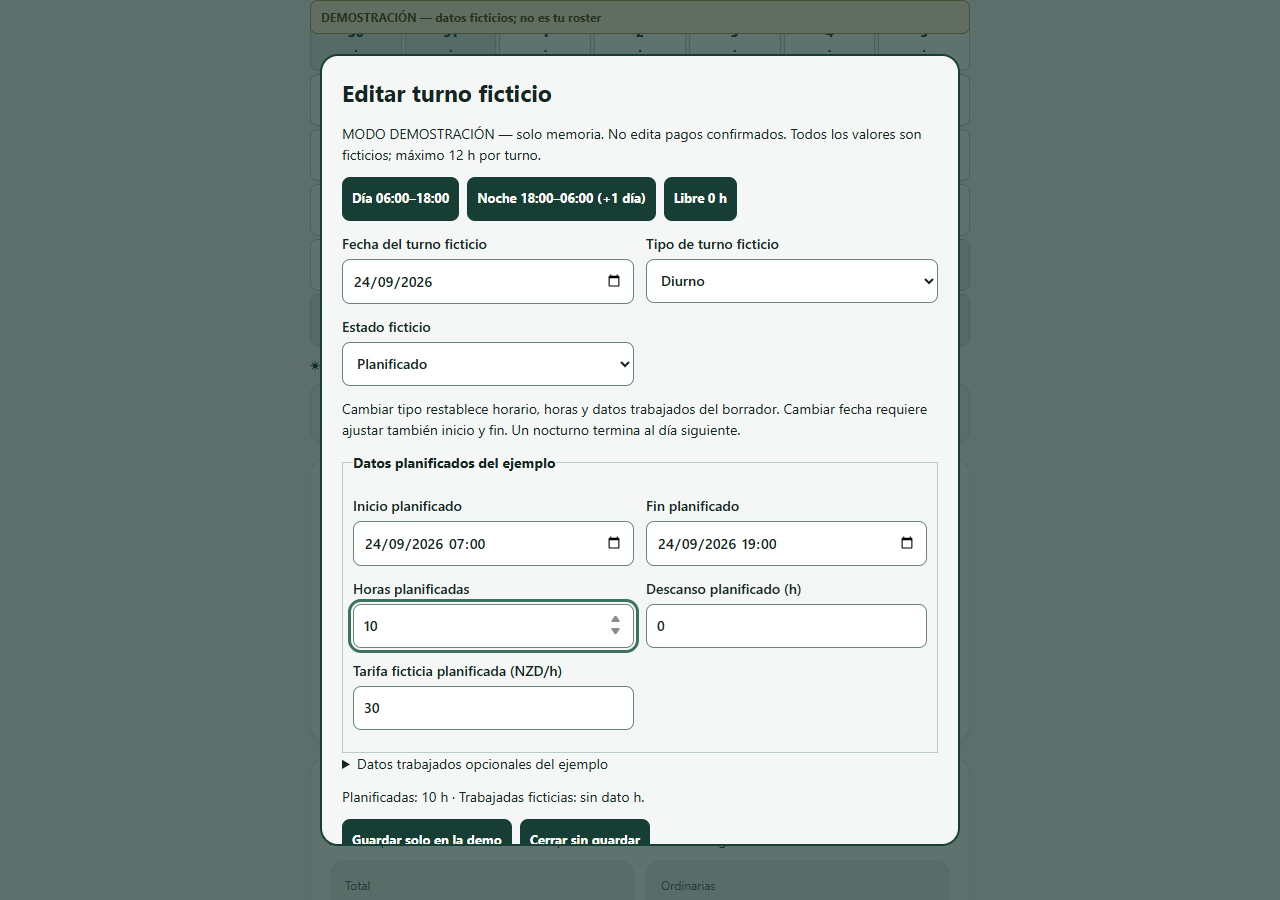 DEMOSTRACIÓN — datos ficticios; no es tu roster
Editar turno ficticio
MODO DEMOSTRACIÓN — solo memoria. No edita pagos confirmados. Todos los valores son
ficticios; máximo 12 h por turno.
Día 06:00–18:00 Noche 18:00–06:00 (+1 día) Libre 0 h
Fecha del turno ficticio Tipo de turno ficticio
24/09/2026 Diurno
Estado ficticio
Planificado
Cambiar tipo restablece horario, horas y datos trabajados del borrador. Cambiar fecha requiere
ajustar también inicio y fin. Un nocturno termina al día siguiente.
Datos planificados del ejemplo
Inicio planificado Fin planificado
24/09/2026 07:00 24/09/2026 19:00
Horas planificadas Descanso planificado (h)
10 0
Tarifa ficticia planificada (NZD/h)
30
Datos trabajados opcionales del ejemplo
Planificadas: 10 h · Trabajadas ficticias: sin dato h.
Guardar solo en la demo Cerrar sin guardar
Total Ordinarias